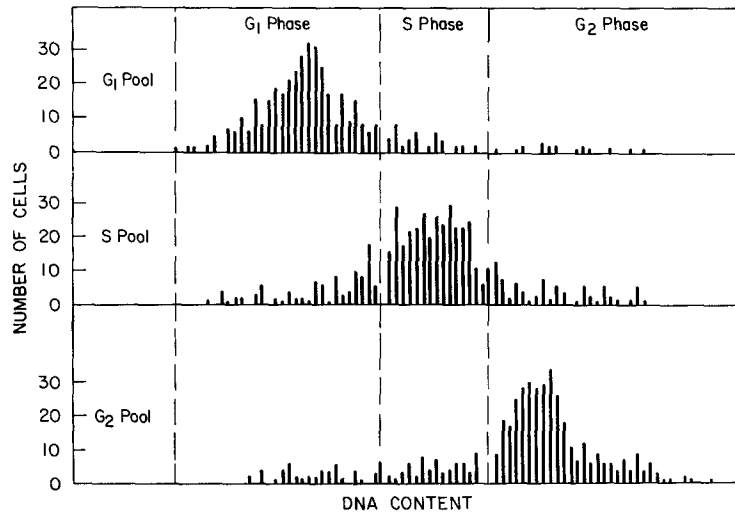 G₁ Phase S Phase G₂ Phase
30
G₁ Pool
20
10
0
30
S Pool
20
10
0
30
G₂ Pool
20
10
0
NUMBER OF CELLS
DNA CONTENT